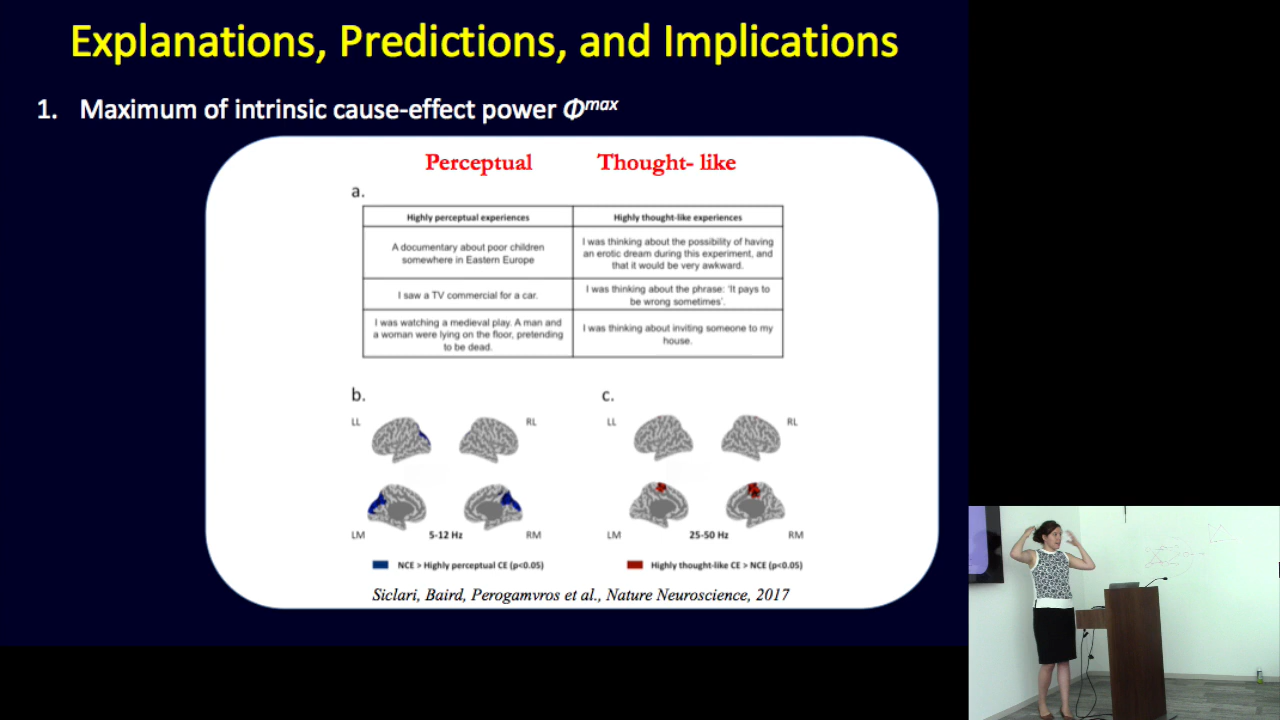 Explanations, Predictions, and Implications
1. Maximum of intrinsic cause-effect power Φmax
Perceptual Thought- like
a.
Highly perceptual experiences Highly thought-like experiences
A documentary about poor children
somewhere in Eastern Europe
I was thinking about the possibility of having
an erotic dream during this experiment, and
that it would be very awkward.
I saw a TV commercial for a car.
I was thinking about the phrase: 'It pays to
be wrong sometimes'.
I was watching a medieval play. A man and
a woman were lying on the floor, pretending
to be dead.
I was thinking about inviting someone to my
house.
b. c.
LL RL LL RL
LM 5-12 Hz RM LM 25-50 Hz RM
NCE > Highly perceptual CE (p<0.05) Highly thought-like CE > NCE (p<0.05)
Siclari, Baird, Perogamvros et al., Nature Neuroscience, 2017